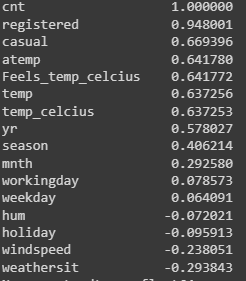 cnt 1.000000
registered 0.948001
casual 0.669396
atemp 0.641780
Feels_temp_celcius 0.641772
temp 0.637256
temp_celcius 0.637253
yr 0.578027
season 0.406214
mnth 0.292580
workingday 0.078573
weekday 0.064091
hum -0.072021
holiday -0.095913
windspeed -0.238051
weathersit -0.293843